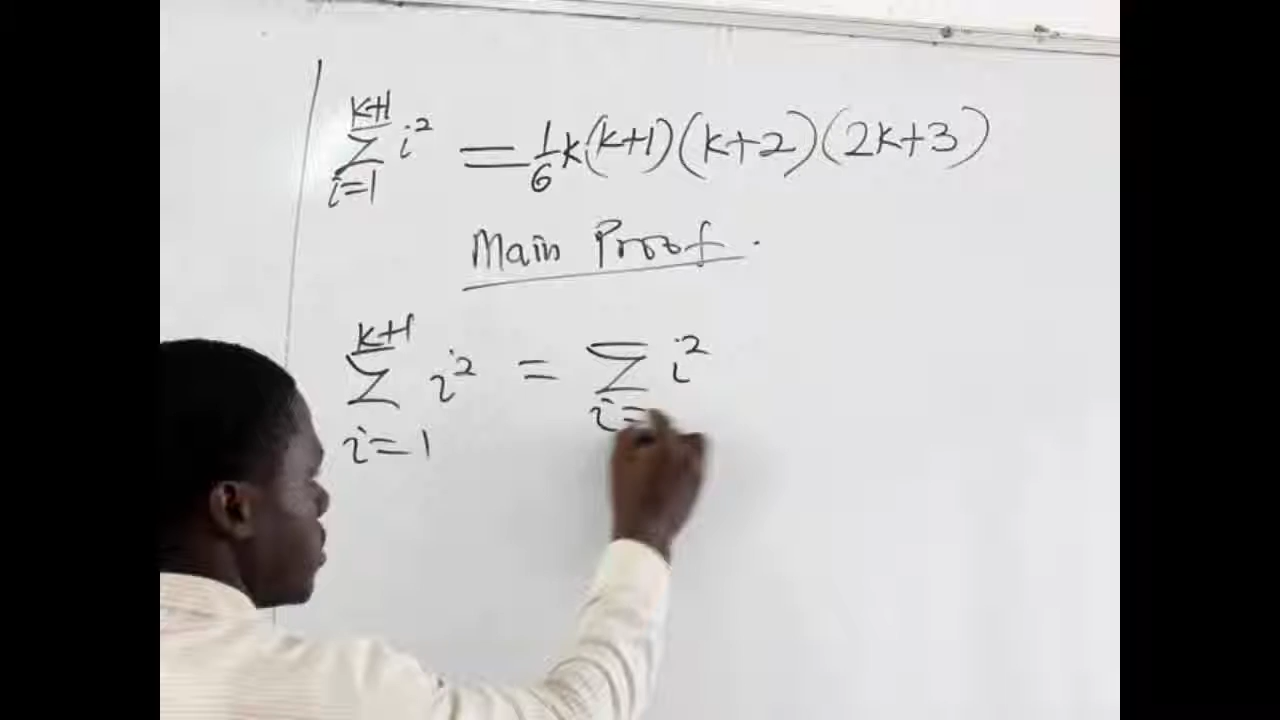 k+1
∑ i² = 1/6 k(k+1)(k+2)(2k+3)
i=1
Main Proof.
k+1
∑ i² = ∑ i²
i=1 i=